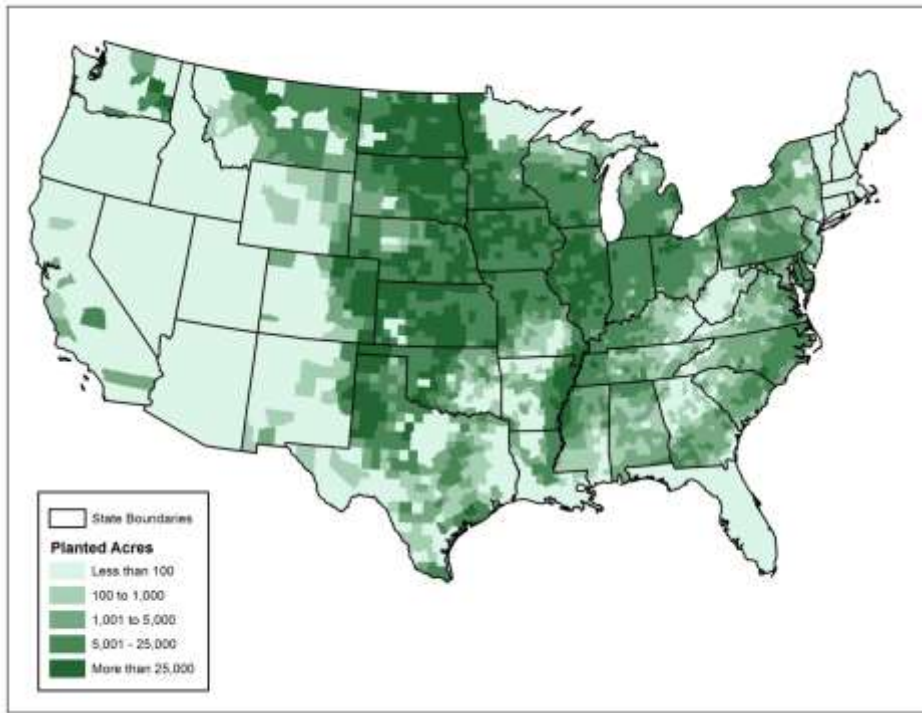 State Boundaries
Planted Acres
Less than 100
100 to 1,000
1,001 to 5,000
5,001 - 25,000
More than 25,000